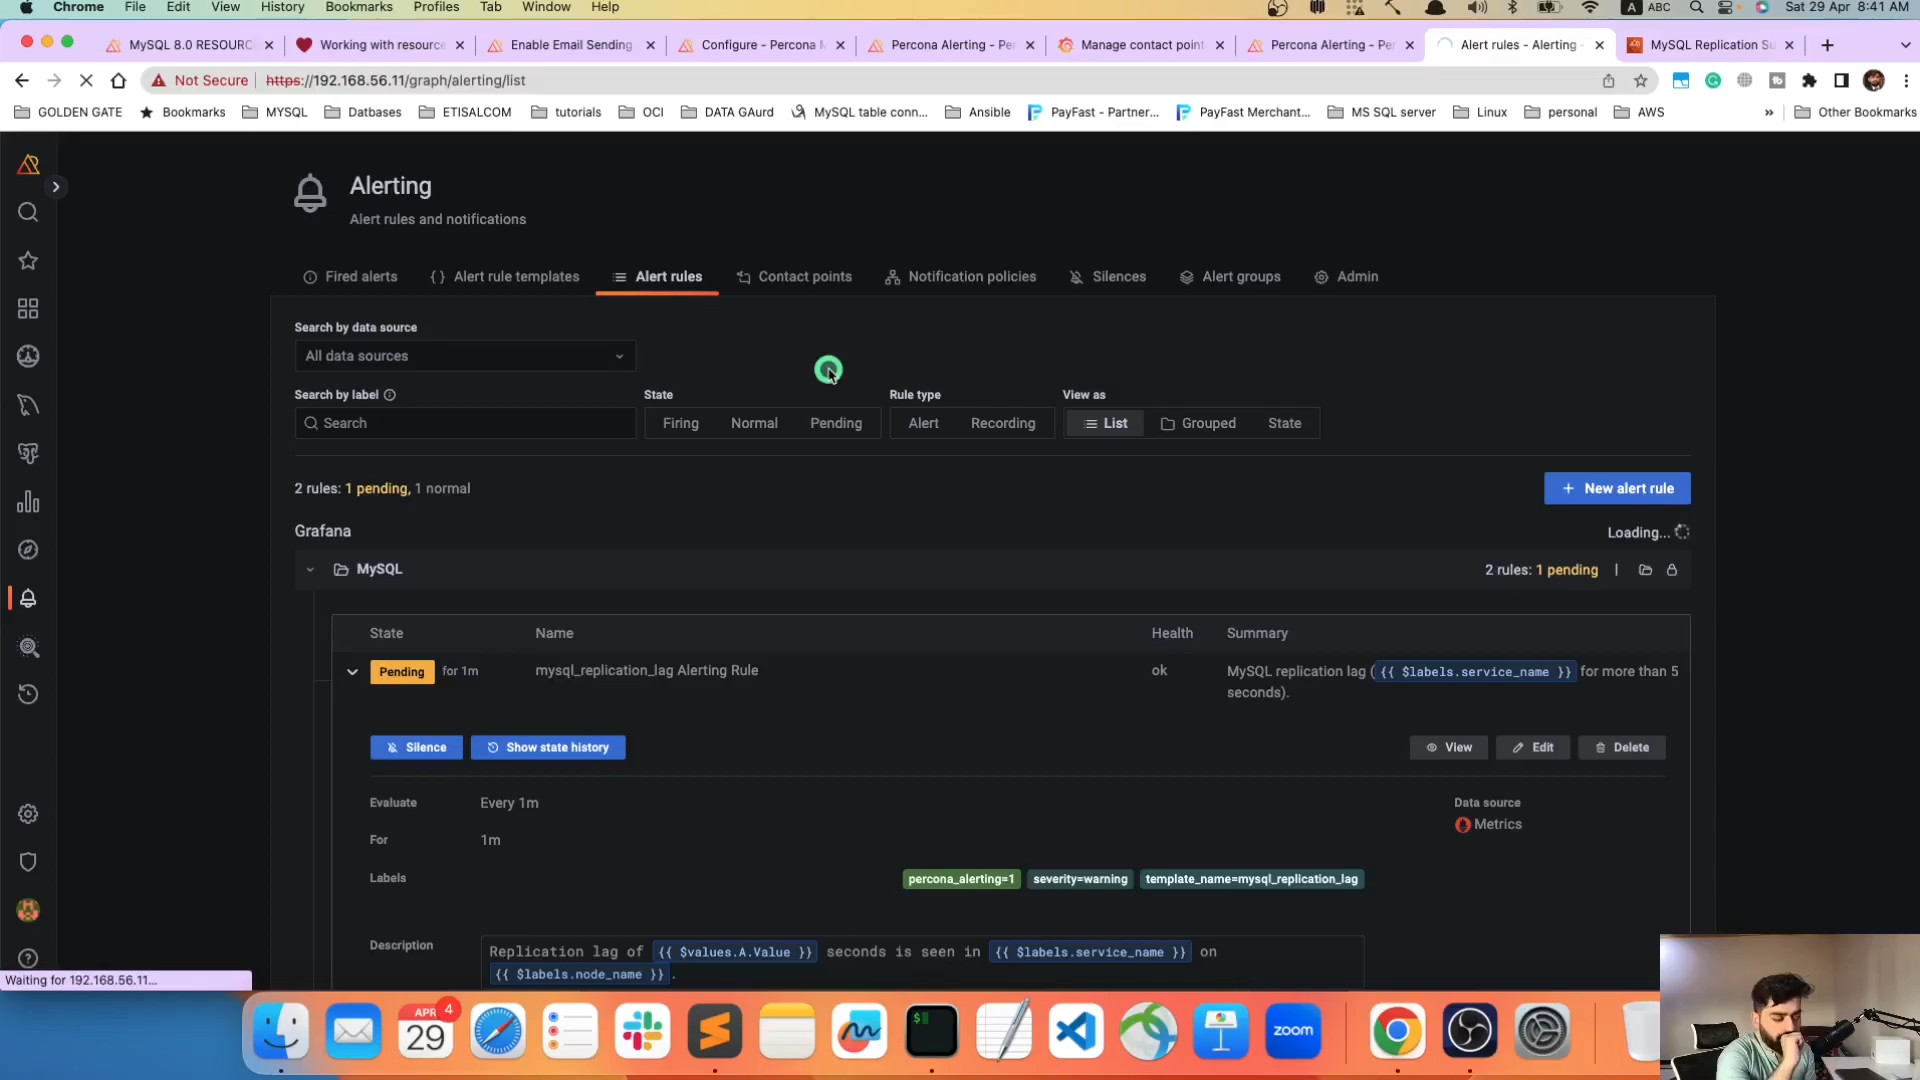 Chrome File Edit View History Bookmarks Profiles Tab Window Help A ABC Sat 29 Apr 8:41 AM
MySQL 8.0 RESOURC Working with resource Enable Email Sending Configure - Percona M Percona Alerting - Per Manage contact point Percona Alerting - Per Alert rules - Alerting - MySQL Replication Su
Not Secure https://192.168.56.11/graph/alerting/list
GOLDEN GATE Bookmarks MYSQL Datbases ETISALCOM tutorials OCI DATA GAurd MySQL table conn... Ansible PayFast - Partner... PayFast Merchant... MS SQL server Linux personal AWS » Other Bookmarks
Alerting
Alert rules and notifications
Fired alerts {} Alert rule templates Alert rules Contact points Notification policies Silences Alert groups Admin
Search by data source
All data sources
Search by label State Rule type View as
Search Firing Normal Pending Alert Recording List Grouped State
2 rules: 1 pending, 1 normal + New alert rule
Grafana Loading...
MySQL 2 rules: 1 pending |
State Name Health Summary
Pending for 1m mysql_replication_lag Alerting Rule ok MySQL replication lag ( {{ $labels.service_name }} for more than 5
seconds).
Silence Show state history View Edit Delete
Evaluate Every 1m Data source
Metrics
For 1m
Labels percona_alerting=1 severity=warning template_name=mysql_replication_lag
Description Replication lag of {{ $values.A.Value }} seconds is seen in {{ $labels.service_name }} on
{{ $labels.node_name }} .
Waiting for 192.168.56.11...
APR 4
29
$
zoom